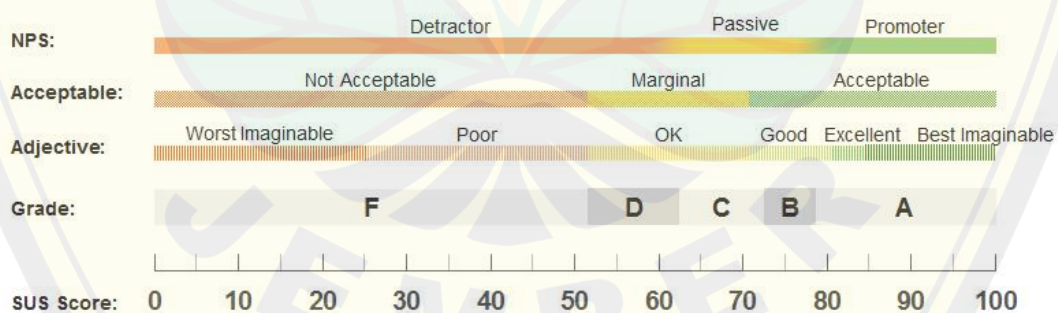 NPS: Detractor Passive Promoter
Acceptable: Not Acceptable Marginal Acceptable
Adjective: Worst Imaginable Poor OK Good Excellent Best Imaginable
Grade: F D C B A
SUS Score: 0 10 20 30 40 50 60 70 80 90 100
JEMBER